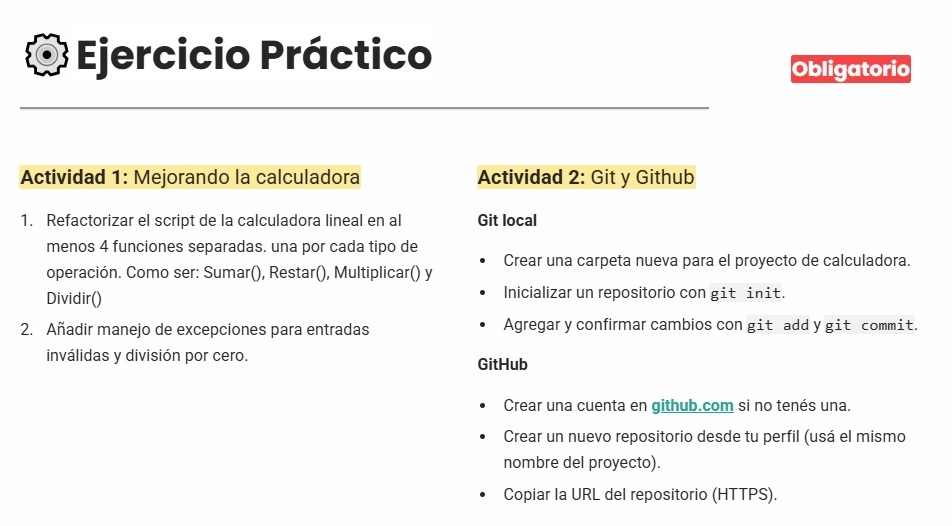 Ejercicio Práctico
Obligatorio
Actividad 1: Mejorando la calculadora
1. Refactorizar el script de la calculadora lineal en al
menos 4 funciones separadas. una por cada tipo de
operación. Como ser: Sumar(), Restar(), Multiplicar() y
Dividir()
2. Añadir manejo de excepciones para entradas
inválidas y división por cero.
Actividad 2: Git y Github
Git local
• Crear una carpeta nueva para el proyecto de calculadora.
• Inicializar un repositorio con git init.
• Agregar y confirmar cambios con git add y git commit.
GitHub
• Crear una cuenta en github.com si no tenés una.
• Crear un nuevo repositorio desde tu perfil (usá el mismo
nombre del proyecto).
• Copiar la URL del repositorio (HTTPS).